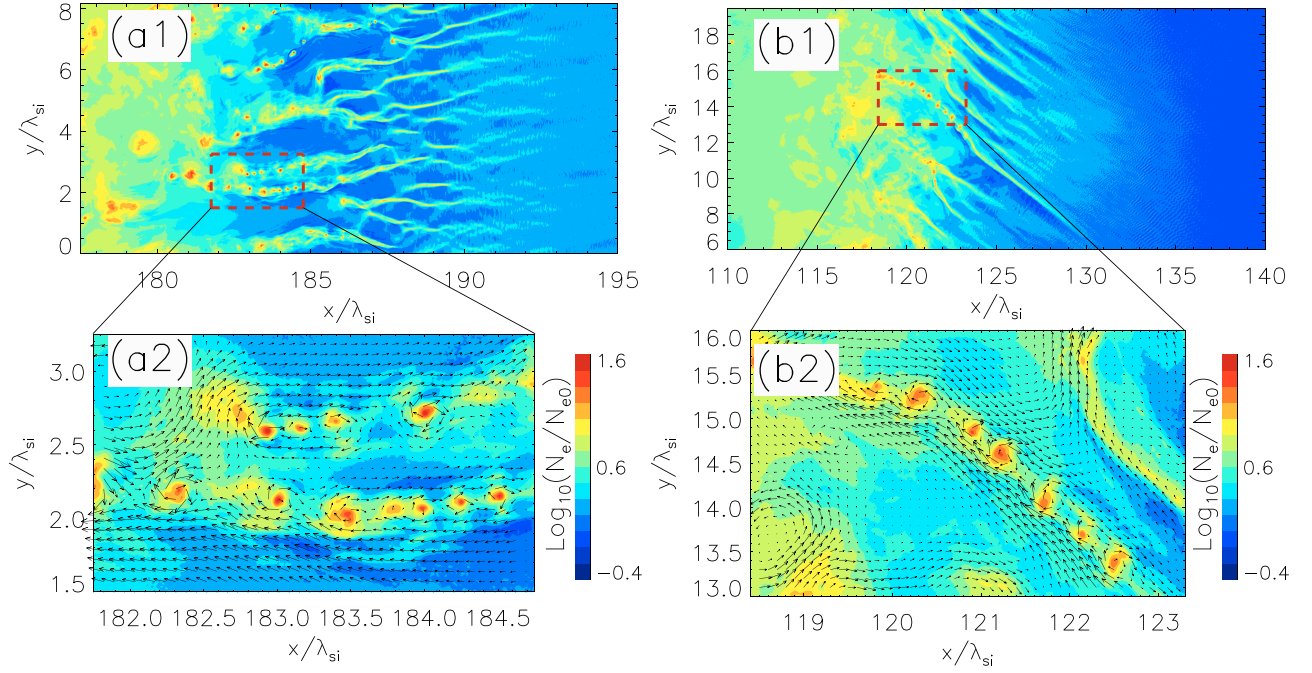 (a1)
8
6
4
2
0
y/λsi
180 185 190 195
x/λsi
(b1)
18
16
14
12
10
8
6
y/λsi
110 115 120 125 130 135 140
x/λsi
(a2)
3.0
2.5
2.0
1.5
y/λsi
182.0 182.5 183.0 183.5 184.0 184.5
x/λsi
1.6
0.6
−0.4
Log10(Ne/Ne0)
(b2)
16.0
15.5
15.0
14.5
14.0
13.5
13.0
y/λsi
119 120 121 122 123
x/λsi
1.6
0.6
−0.4
Log10(Ne/Ne0)